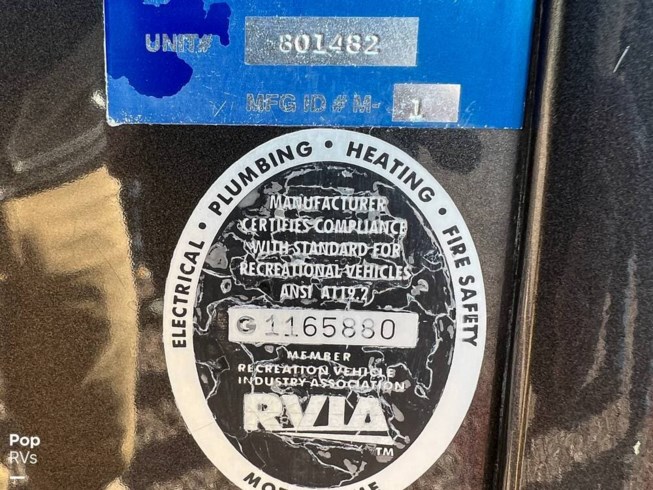 UNIT# 801482
MFG ID # M- 1
ELECTRICAL • PLUMBING • HEATING • FIRE SAFETY
MANUFACTURER
CERTIFIES COMPLIANCE
WITH STANDARD FOR
RECREATIONAL VEHICLES
ANSI A119.2
G 1165880
MEMBER
RECREATION VEHICLE
INDUSTRY ASSOCIATION
RVIA
TM
Pop
RVs